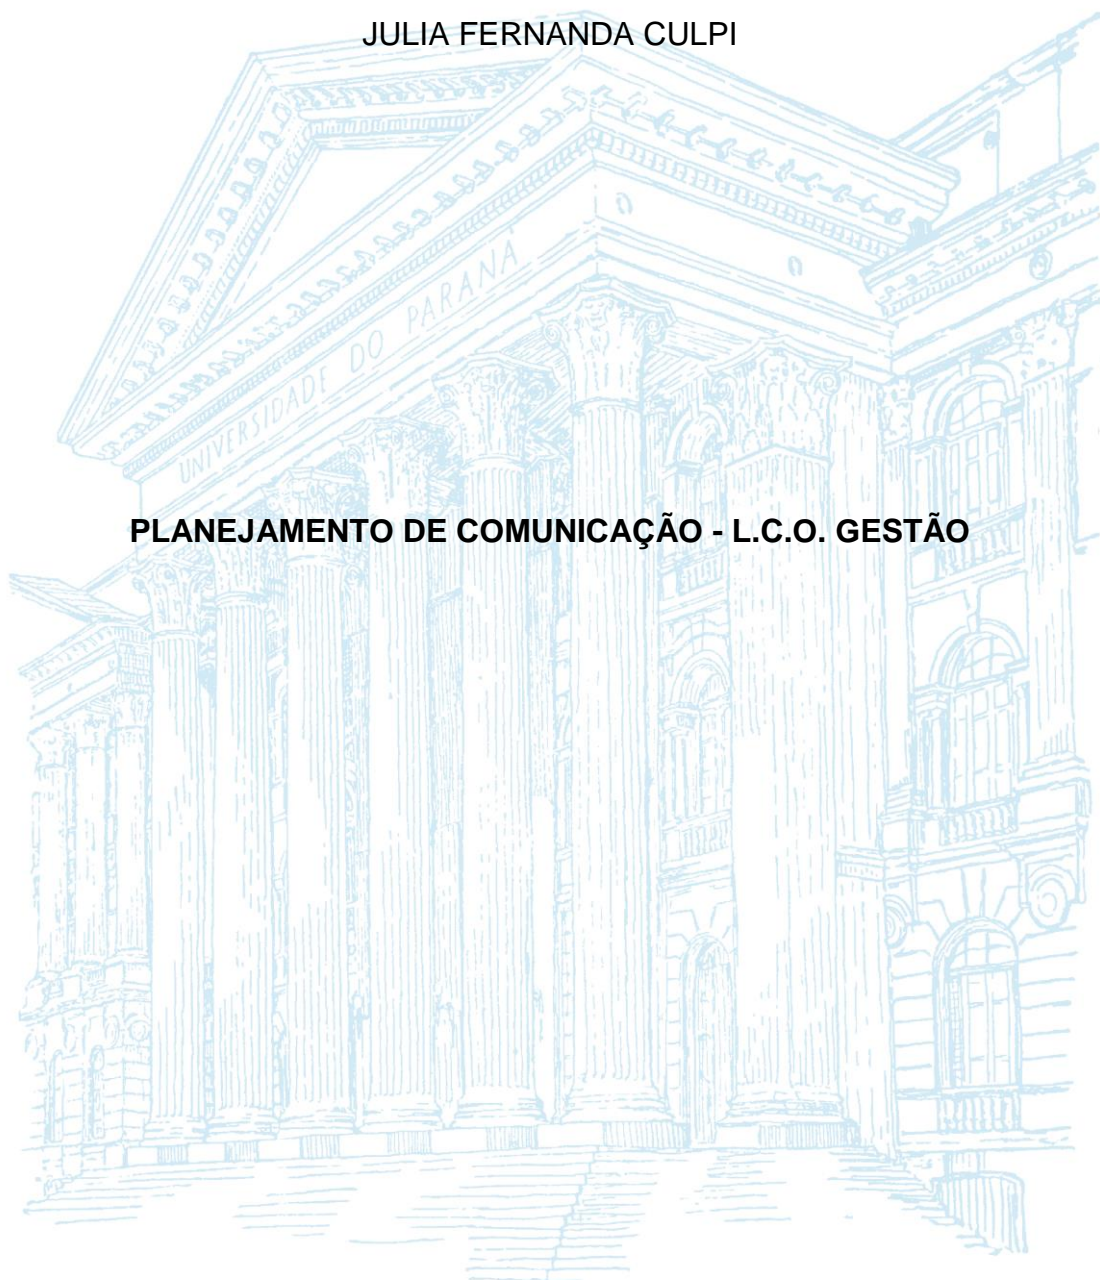 JULIA FERNANDA CULPI
UNIVERSIDADE DO PARANÁ
PLANEJAMENTO DE COMUNICAÇÃO - L.C.O. GESTÃO